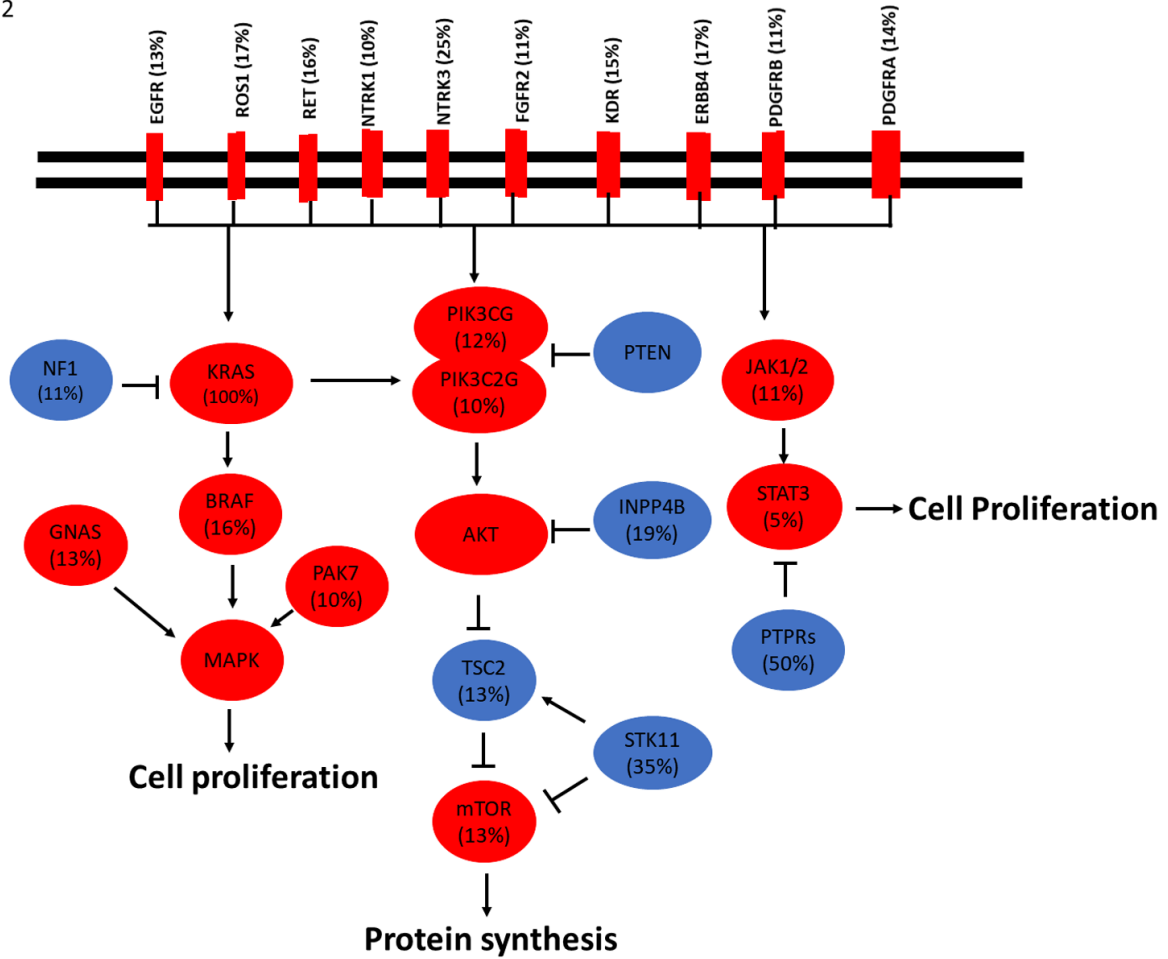 2
EGFR (13%)
ROS1 (17%)
RET (16%)
NTRK1 (10%)
NTRK3 (25%)
FGFR2 (11%)
KDR (15%)
ERBB4 (17%)
PDGFRB (11%)
PDGFRA (14%)
PIK3CG
(12%)
PTEN
NF1
(11%)
KRAS
(100%)
PIK3C2G
(10%)
JAK1/2
(11%)
BRAF
(16%)
GNAS
(13%)
PAK7
(10%)
AKT
INPP4B
(19%)
STAT3
(5%)
Cell Proliferation
MAPK
TSC2
(13%)
PTPRs
(50%)
STK11
(35%)
Cell proliferation
mTOR
(13%)
Protein synthesis